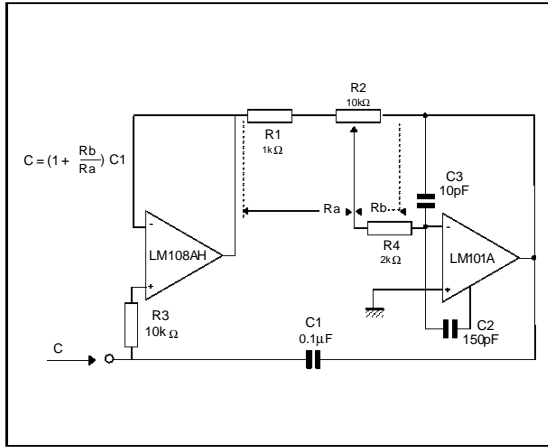 R2
10kΩ
R1
1kΩ
C = (1 + Rb/Ra) C1
C3
10pF
Ra
Rb
-
LM108AH
+
R4
2kΩ
-
LM101A
+
R3
10kΩ
C1
0.1µF
C2
150pF
C